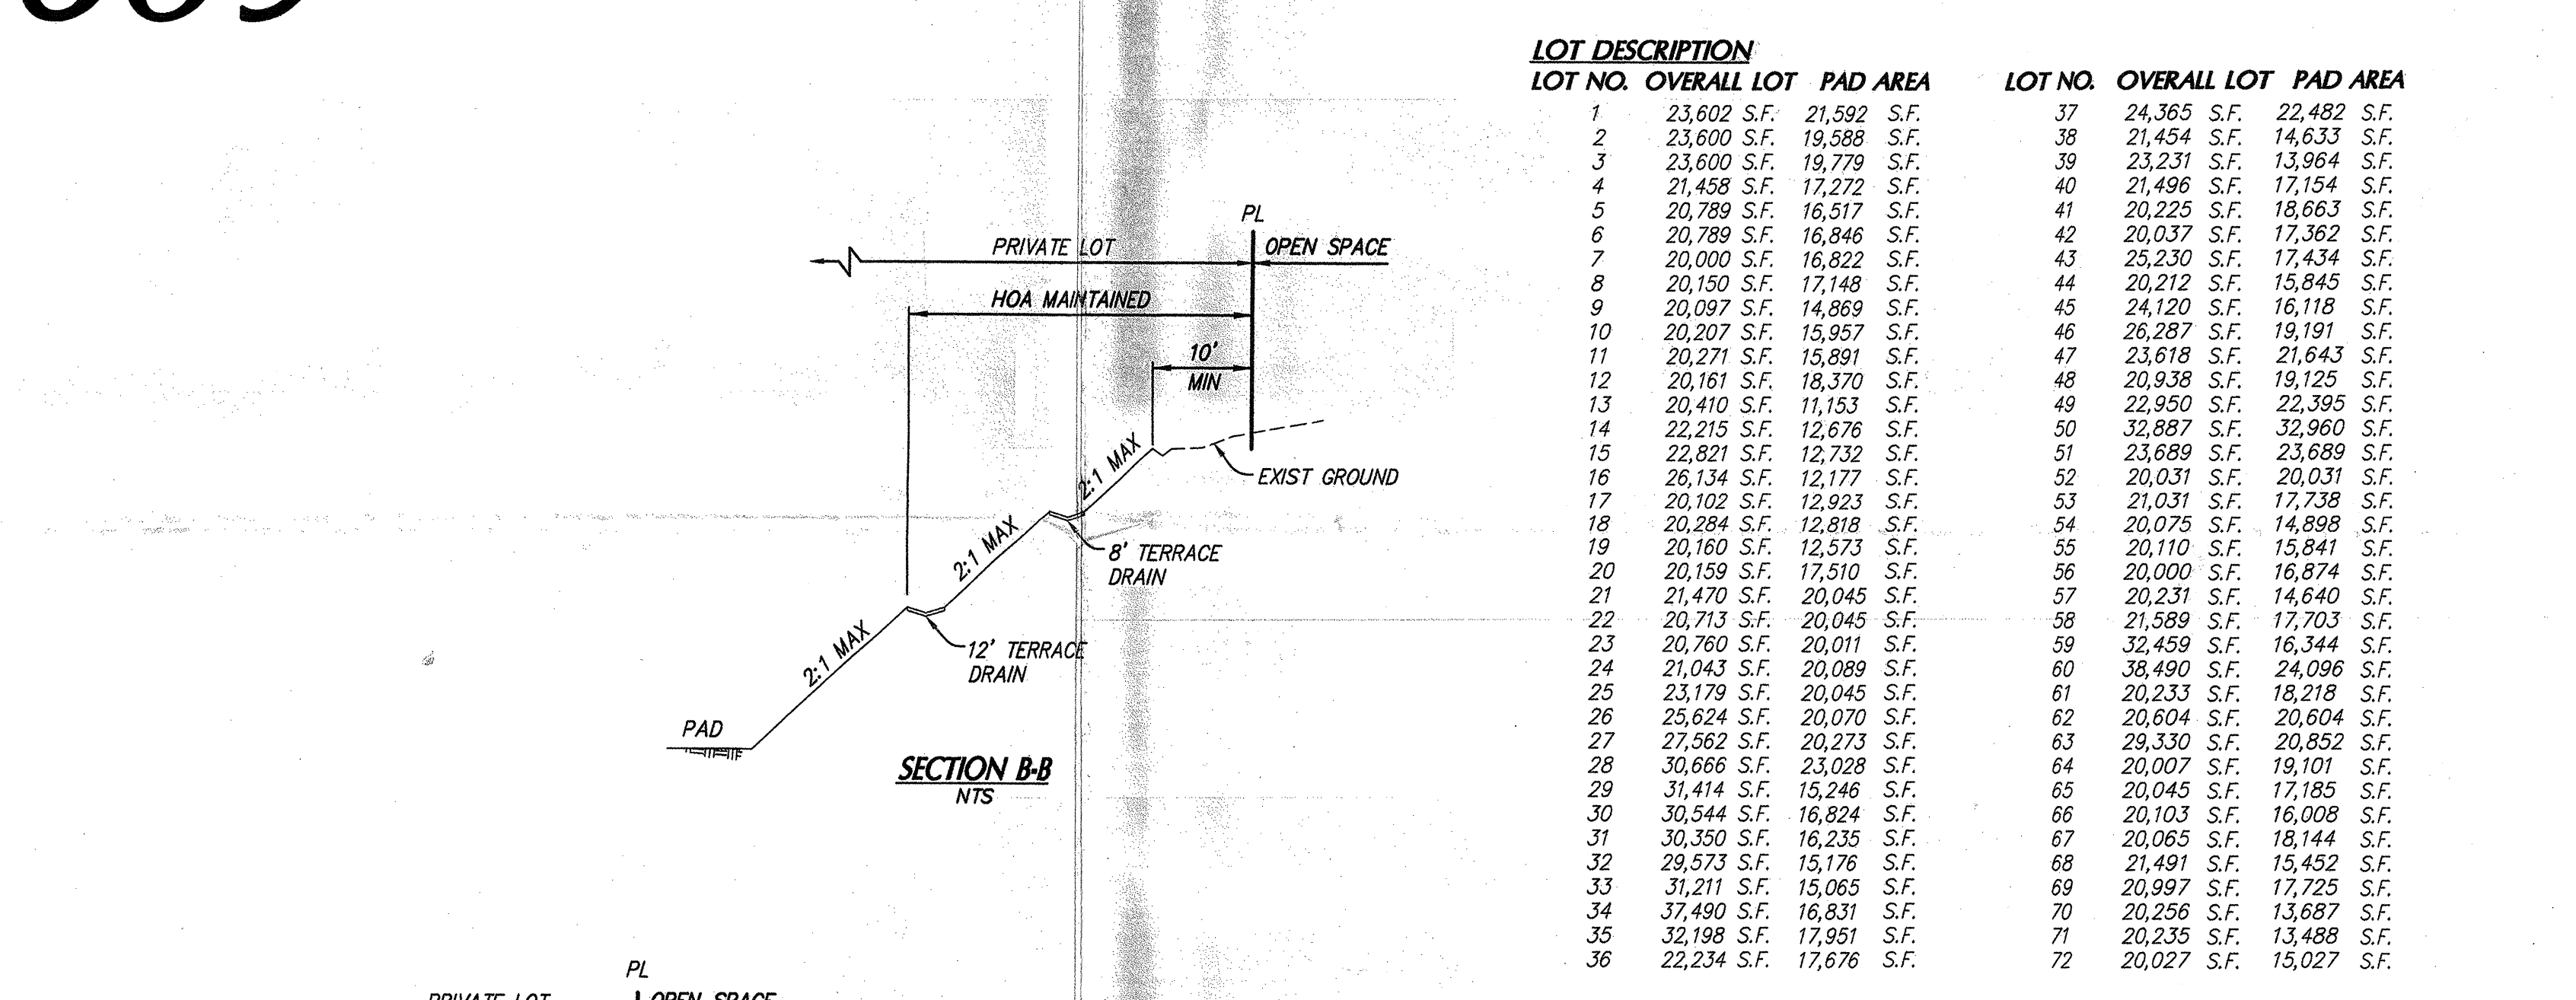 PL
PRIVATE LOT
OPEN SPACE
HOA MAINTAINED
10'
MIN
2:1 MAX
EXIST GROUND
2:1 MAX
8' TERRACE
DRAIN
2:1 MAX
12' TERRACE
DRAIN
PAD
SECTION B-B
NTS
PL
PRIVATE LOT
OPEN SPACE
LOT DESCRIPTION
LOT NO. OVERALL LOT PAD AREA
1 23,602 S.F. 21,592 S.F.
2 23,600 S.F. 19,588 S.F.
3 23,600 S.F. 19,779 S.F.
4 21,458 S.F. 17,272 S.F.
5 20,789 S.F. 16,517 S.F.
6 20,789 S.F. 16,846 S.F.
7 20,000 S.F. 16,822 S.F.
8 20,150 S.F. 17,148 S.F.
9 20,097 S.F. 14,869 S.F.
10 20,207 S.F. 15,957 S.F.
11 20,271 S.F. 15,891 S.F.
12 20,161 S.F. 18,370 S.F.
13 20,410 S.F. 11,153 S.F.
14 22,215 S.F. 12,676 S.F.
15 22,821 S.F. 12,732 S.F.
16 26,134 S.F. 12,177 S.F.
17 20,102 S.F. 12,923 S.F.
18 20,284 S.F. 12,818 S.F.
19 20,160 S.F. 12,573 S.F.
20 20,159 S.F. 17,510 S.F.
21 21,470 S.F. 20,045 S.F.
22 20,713 S.F. 20,045 S.F.
23 20,760 S.F. 20,011 S.F.
24 21,043 S.F. 20,089 S.F.
25 23,179 S.F. 20,045 S.F.
26 25,624 S.F. 20,070 S.F.
27 27,562 S.F. 20,273 S.F.
28 30,666 S.F. 23,028 S.F.
29 31,414 S.F. 15,246 S.F.
30 30,544 S.F. 16,824 S.F.
31 30,350 S.F. 16,235 S.F.
32 29,573 S.F. 15,176 S.F.
33 31,211 S.F. 15,065 S.F.
34 37,490 S.F. 16,831 S.F.
35 32,198 S.F. 17,951 S.F.
36 22,234 S.F. 17,676 S.F.
LOT NO. OVERALL LOT PAD AREA
37 24,365 S.F. 22,482 S.F.
38 21,454 S.F. 14,633 S.F.
39 23,231 S.F. 13,964 S.F.
40 21,496 S.F. 17,154 S.F.
41 20,225 S.F. 18,663 S.F.
42 20,037 S.F. 17,362 S.F.
43 25,230 S.F. 17,434 S.F.
44 20,212 S.F. 15,845 S.F.
45 24,120 S.F. 16,118 S.F.
46 26,287 S.F. 19,191 S.F.
47 23,618 S.F. 21,643 S.F.
48 20,938 S.F. 19,125 S.F.
49 22,950 S.F. 22,395 S.F.
50 32,887 S.F. 32,960 S.F.
51 23,689 S.F. 23,689 S.F.
52 20,031 S.F. 20,031 S.F.
53 21,031 S.F. 17,738 S.F.
54 20,075 S.F. 14,898 S.F.
55 20,110 S.F. 15,841 S.F.
56 20,000 S.F. 16,874 S.F.
57 20,231 S.F. 14,640 S.F.
58 21,589 S.F. 17,703 S.F.
59 32,459 S.F. 16,344 S.F.
60 38,490 S.F. 24,096 S.F.
61 20,233 S.F. 18,218 S.F.
62 20,604 S.F. 20,604 S.F.
63 29,330 S.F. 20,852 S.F.
64 20,007 S.F. 19,101 S.F.
65 20,045 S.F. 17,185 S.F.
66 20,103 S.F. 16,008 S.F.
67 20,065 S.F. 18,144 S.F.
68 21,491 S.F. 15,452 S.F.
69 20,997 S.F. 17,725 S.F.
70 20,256 S.F. 13,687 S.F.
71 20,235 S.F. 13,488 S.F.
72 20,027 S.F. 15,027 S.F.